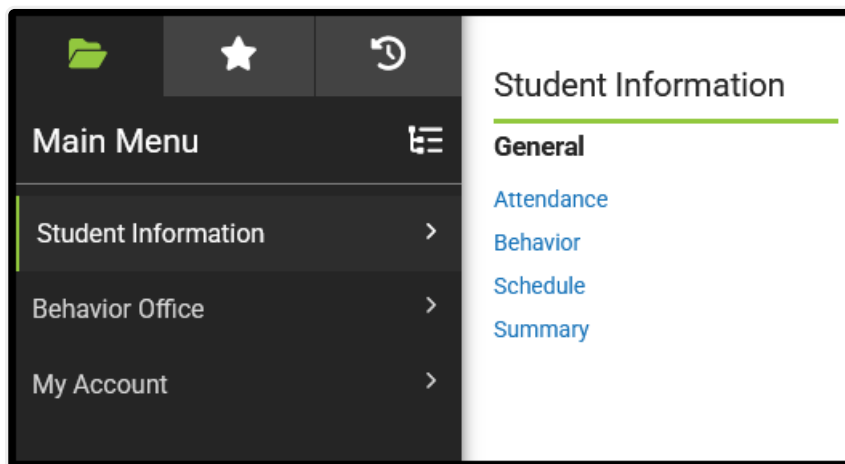 Main Menu
Student Information
Behavior Office
My Account
Student Information
General
Attendance
Behavior
Schedule
Summary